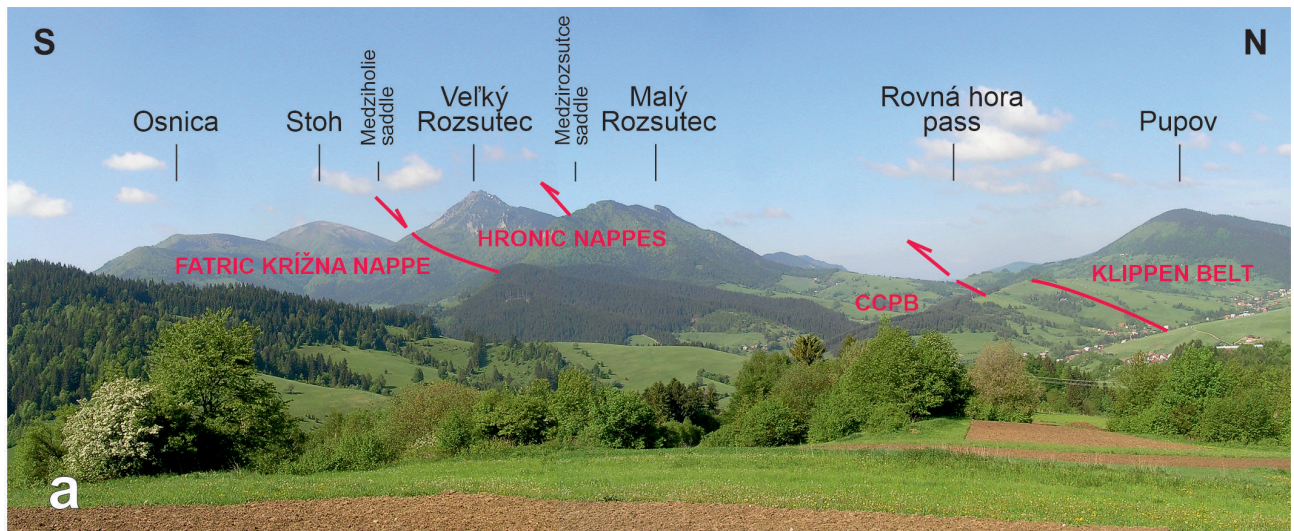 S
N
Osnica
Stoh
Medziholie
saddle
Veľký
Rozsutec
Medzirozsutce
saddle
Malý
Rozsutec
Rovná hora
pass
Pupov
FATRIC KRÍŽNA NAPPE
HRONIC NAPPES
CCPB
KLIPPEN BELT
a